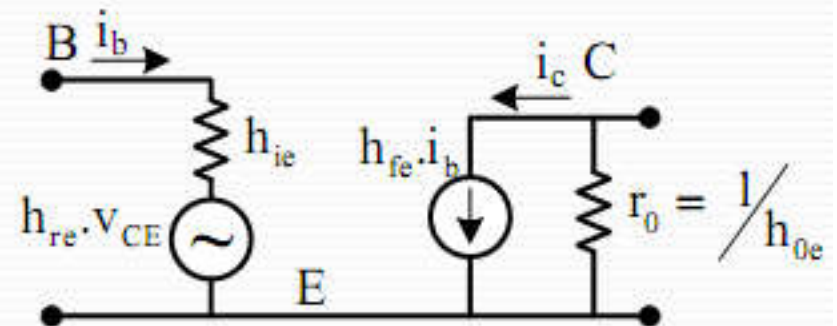 B i_b
i_c C
h_ie
h_fe.i_b
h_re.v_CE
~
r_0 = 1/h_0e
E